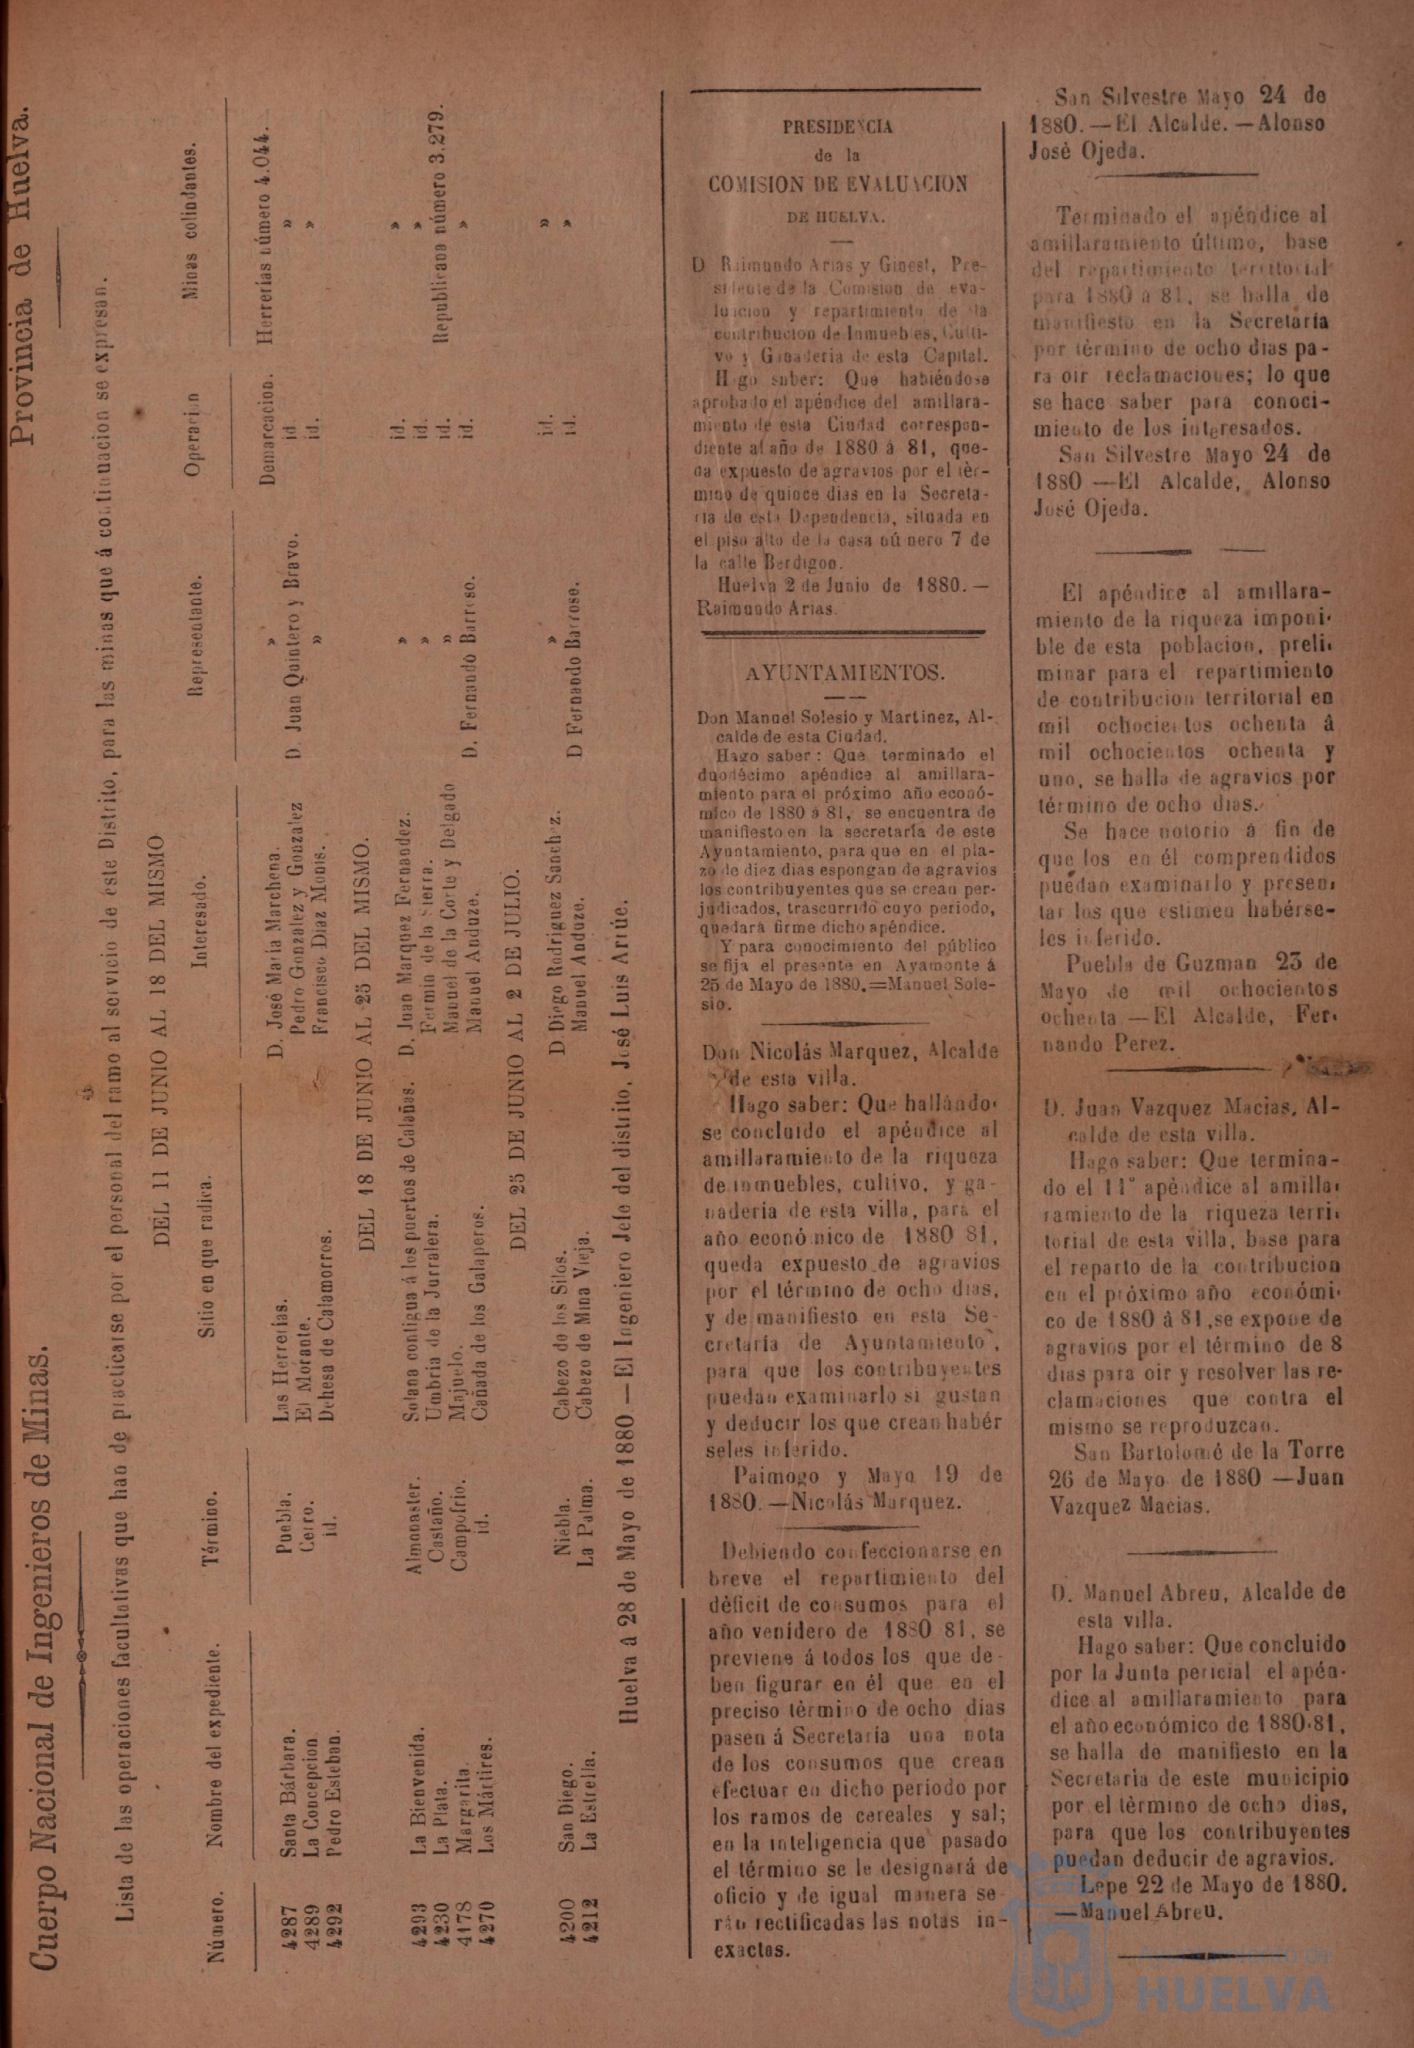 Cuerpo Nacional de Ingenieros de Minas. Provincia de Huelva.
Lista de las operaciones facultativas que han de practicarse por el personal del ramo al servicio de este Distrito, para las minas que á continuacion se expresan.
DEL 11 DE JUNIO AL 18 DEL MISMO
Número. Nombre del expediente. Término. Sitio en que radica. Interesado. Representante. Operacion Minas colindantes.
4287 Santa Bárbara. Puebla. Las Herrerias. D. José Maria Marchena. » Demarcacion. Herrerías número 4.044.
4289 La Concepcion Cerro. El Morante. Pedro Gonzalez y Gonzalez D. Juan Quintero y Bravo. id. »
4292 Pedro Esteban. id. Dehesa de Calamorros. Francisco Diaz Monis. » id. »
DEL 18 DE JUNIO AL 25 DEL MISMO.
4293 La Bienvenida. Almonaster. Solana contigua á los puertos de Calañas. D. Juan Marquez Fernandez. » id. »
4230 La Plata. Castaño. Umbria de la Jurralera. Fermin de la Sierra. » id. »
4178 Margarita. Campofrio. Majuelo. Manuel de la Corte y Delgado » id. Republicano número 3.279.
4270 Los Mártires. id. Cañada de los Galaperos. Manuel Anduze. D. Fernando Barroso. id. »
DEL 25 DE JUNIO AL 2 DE JULIO.
4200 San Diego. Niebla. Cabezo de los Silos. D. Diego Rodriguez Sanchez. » id. »
4212 La Estrella. La Palma. Cabezo de Mina Vieja. Manuel Anduze. D Fernando Barroso. id. »
Huelva á 28 de Mayo de 1880—El Ingeniero Jefe del distrito, José Luis Artúe.
PRESIDENCIA
de la
COMISION DE EVALUACION
DE HUELVA.
D Raimundo Arias y Ginest, Pre-
sidente de la Comision de eva-
luacion y repartimiento de la
contribucion de Inmuebles, Culti-
vo y Ganaderia de esta Capital.
Hago saber: Que habiéndose
aprobado el apéndice del amillara-
miento de esta Ciudad correspon-
diente al año de 1880 á 81, que-
da expuesto de agravios por el tér-
mino de quince dias en la Secreta-
ria de esta Dependencia, situada en
el piso alto de la casa número 7 de
la calle Berdigon.
Huelva 2 de Junio de 1880.—
Raimundo Arias.
AYUNTAMIENTOS.
Don Manuel Solesio y Martinez, Al-
calde de esta Ciudad.
Hago saber: Que terminado el
duodécimo apéndice al amillara-
miento para el próximo año econó-
mico de 1880 á 81, se encuentra de
manifiesto en la secretaría de este
Ayuntamiento, para que en el pla-
zo de diez dias espongan de agravios
los contribuyentes que se crean per-
judicados, trascurrido cuyo periodo,
quedará firme dicho apéndice.
Y para conocimiento del público
se fija el presente en Ayamonte á
25 de Mayo de 1880.=Manuel Sole-
sio.
Don Nicolás Marquez, Alcalde
de esta villa.
Hago saber: Que hallándo-
se concluido el apéndice al
amillaramiento de la riqueza
de inmuebles, cultivo, y ga-
naderia de esta villa, para el
año económico de 1880 81,
queda expuesto de agravios
por el término de ocho dias,
y de manifiesto en esta Se-
cretaría de Ayuntamiento,
para que los contribuyentes
puedan examinarlo si gustan
y deducir los que crean habér
seles inferido.
Paimogo y Mayo 19 de
1880.—Nicolás Marquez.
Debiendo confeccionarse en
breve el repartimiento del
déficit de consumos para el
año venidero de 1880 81, se
previene á todos los que de-
ben figurar en él que en el
preciso término de ocho dias
pasen á Secretaría una nota
de los consumos que crean
efectuar en dicho periodo por
los ramos de cereales y sal;
en la inteligencia que pasado
el término se le designará de
oficio y de igual manera se-
rán rectificadas las notas in-
exactas.
San Silvestre Mayo 24 de
1880.—El Alcalde.—Alonso
José Ojeda.
Terminado el apéndice al
amillaramiento último, base
del repartimiento territorial
para 1880 á 81, se halla de
manifiesto en la Secretaría
por término de ocho dias pa-
ra oir reclamaciones; lo que
se hace saber para conoci-
miento de los interesados.
San Silvestre Mayo 24 de
1880—El Alcalde, Alonso
José Ojeda.
El apéndice al amillara-
miento de la riqueza imponi-
ble de esta poblacion, preli-
minar para el repartimiento
de contribucion territorial en
mil ochocientos ochenta á
mil ochocientos ochenta y
uno, se halla de agravios por
término de ocho dias.
Se hace notorio á fin de
que los en él comprendidos
puedan examinarlo y presen-
tar los que estimen habérse-
les inferido.
Puebla de Guzman 23 de
Mayo de mil ochocientos
ochenta—El Alcalde, Fer-
nando Perez.
D. Juan Vazquez Macias, Al-
calde de esta villa.
Hago saber: Que termina-
do el 11° apéndice al amilla-
ramiento de la riqueza terri-
torial de esta villa, base para
el reparto de la contribucion
en el próximo año económi-
co de 1880 á 81, se expone de
agravios por el término de 8
dias para oir y resolver las re-
clamaciones que contra el
mismo se reproduzcan.
San Bartolomé de la Torre
26 de Mayo de 1880—Juan
Vazquez Macias.
D. Manuel Abreu, Alcalde de
esta villa.
Hago saber: Que concluido
por la Junta pericial el apén-
dice al amillaramiento para
el año económico de 1880-81,
se halla de manifiesto en la
Secretaria de este municipio
por el término de ocho dias,
para que los contribuyentes
puedan deducir de agravios.
Lepe 22 de Mayo de 1880.
—Manuel Abreu.
HUELVA